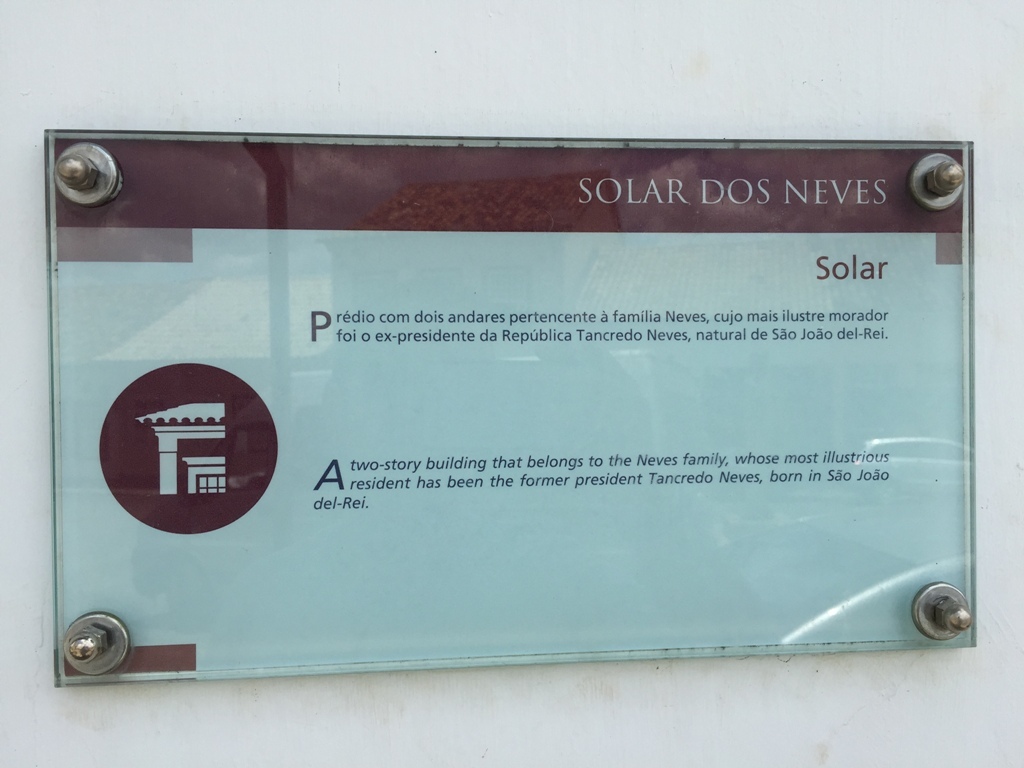 SOLAR DOS NEVES
Solar
Prédio com dois andares pertencente à família Neves, cujo mais ilustre morador
foi o ex-presidente da República Tancredo Neves, natural de São João del-Rei.
A two-story building that belongs to the Neves family, whose most illustrious
resident has been the former president Tancredo Neves, born in São João
del-Rei.